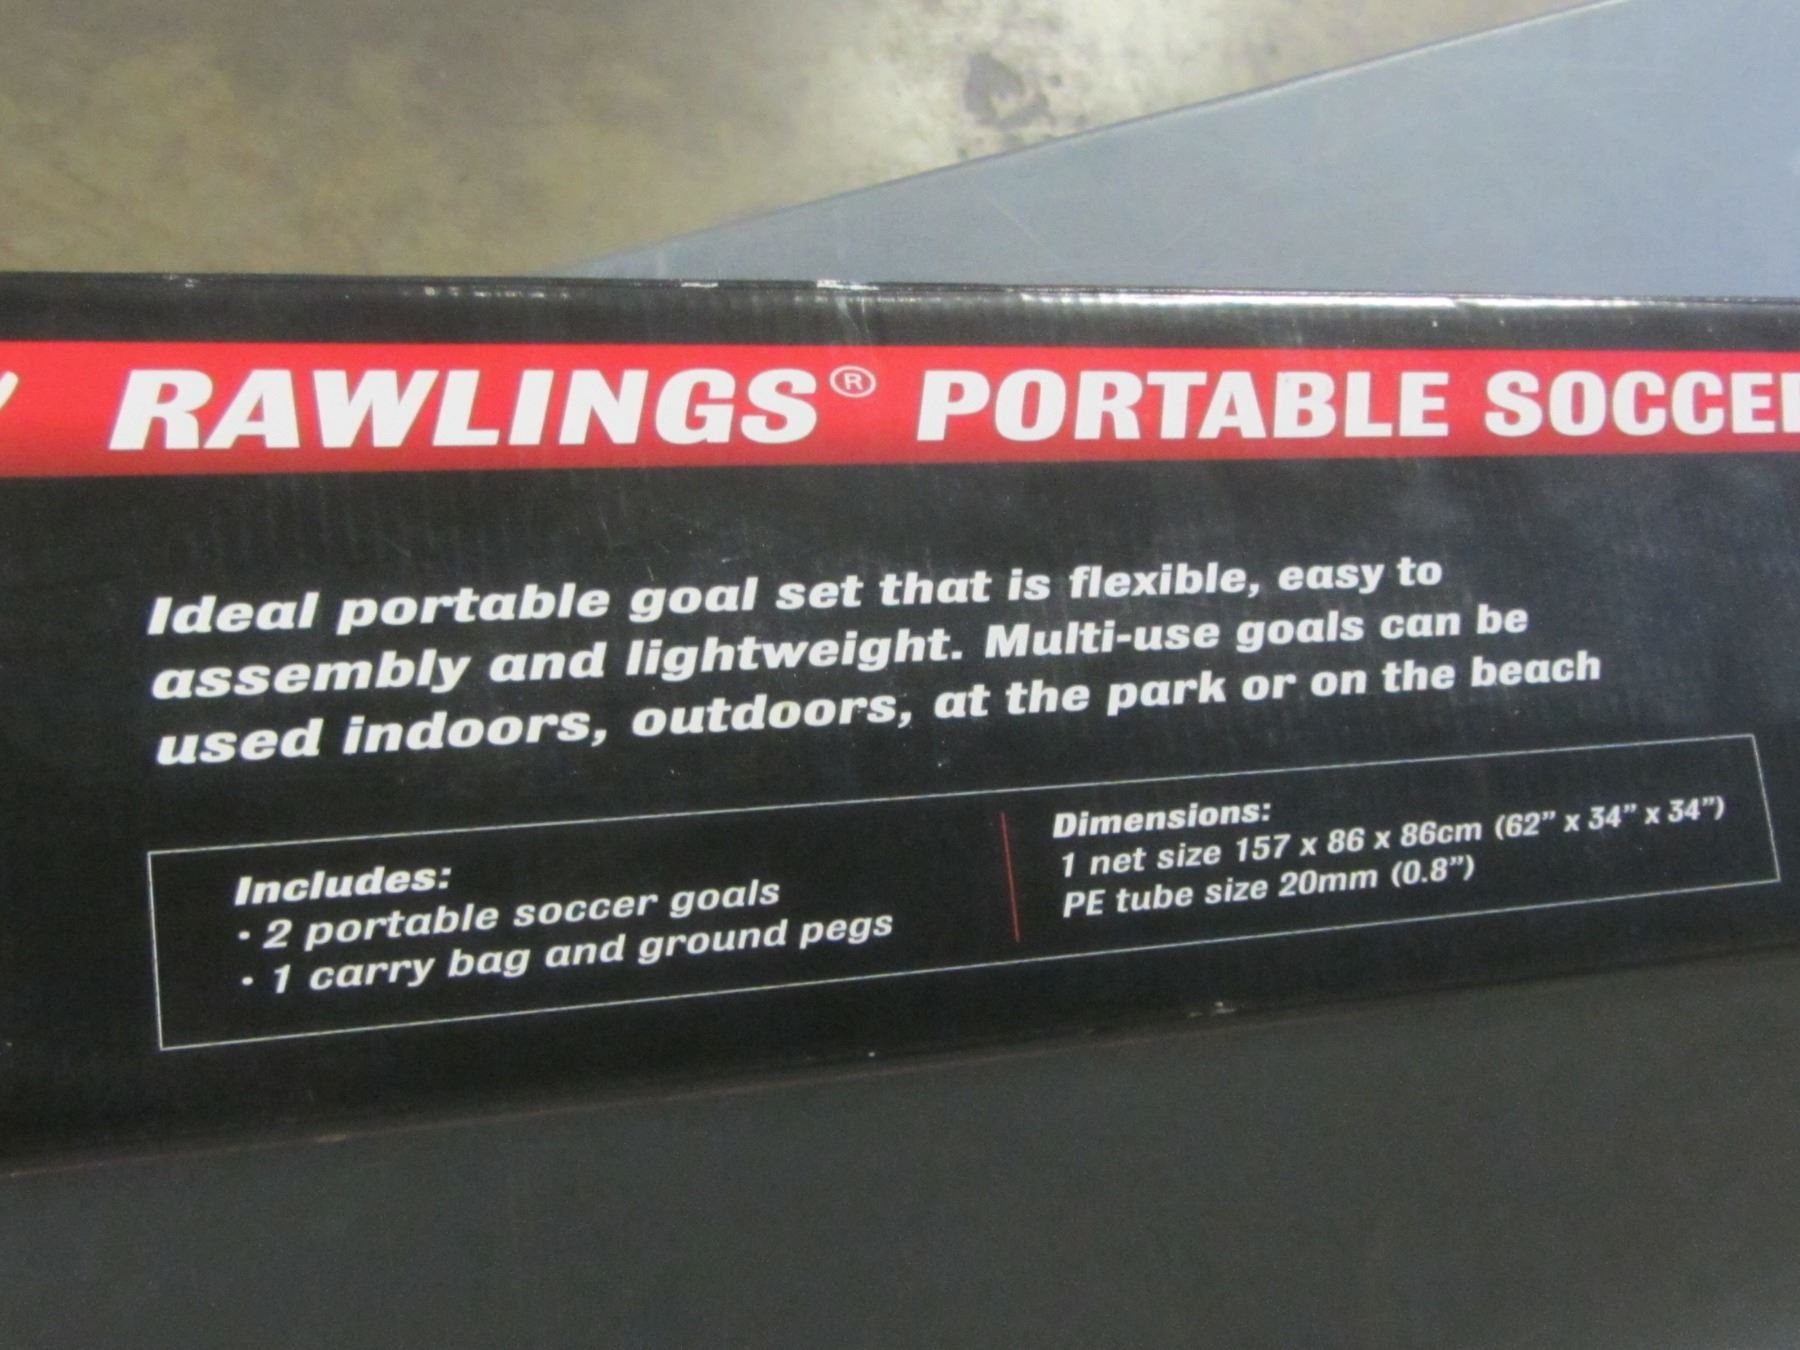 RAWLINGS® PORTABLE SOCCER
Ideal portable goal set that is flexible, easy to
assembly and lightweight. Multi-use goals can be
used indoors, outdoors, at the park or on the beach
Includes:
· 2 portable soccer goals
· 1 carry bag and ground pegs
Dimensions:
1 net size 157 x 86 x 86cm (62" x 34" x 34")
PE tube size 20mm (0.8")